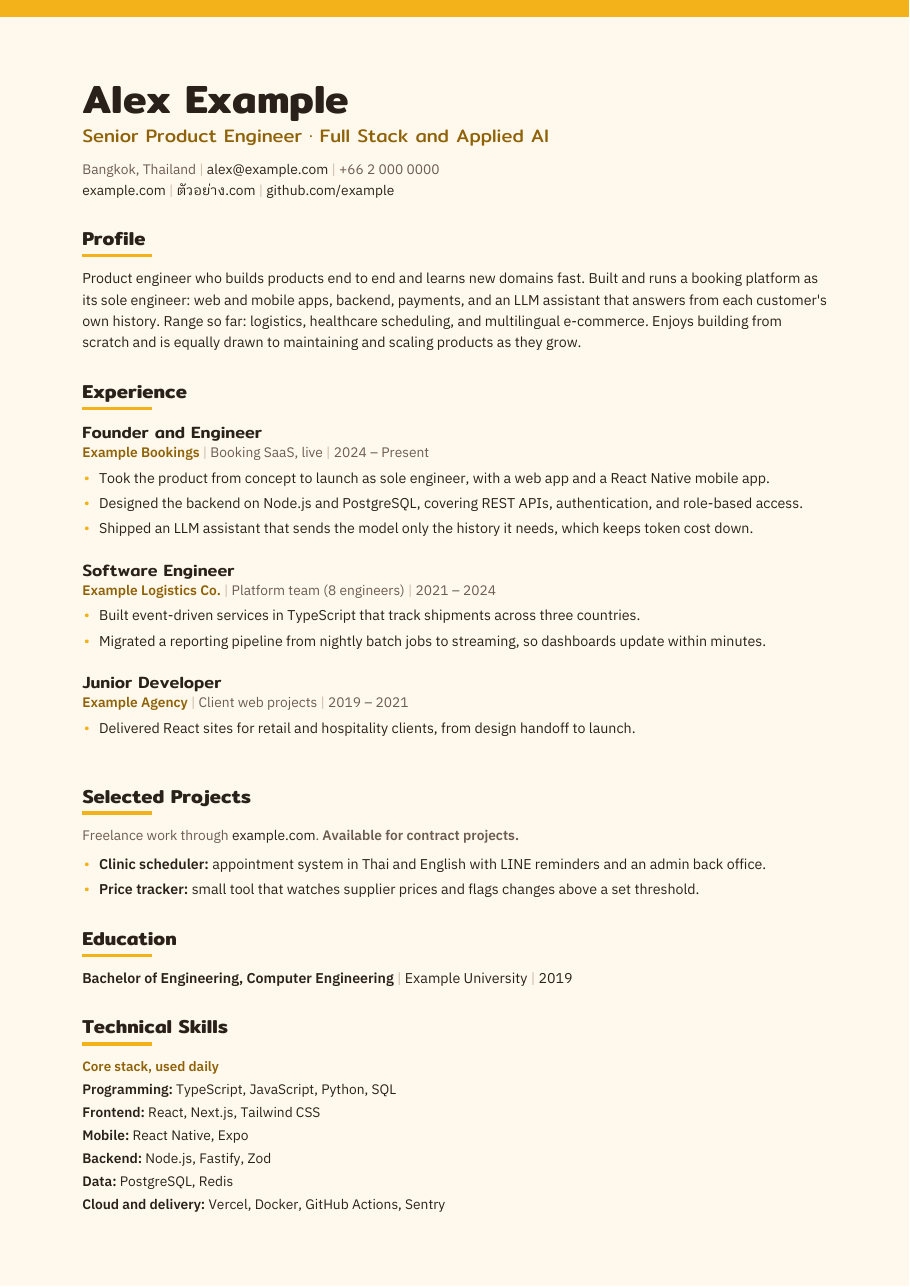 Alex Example
Senior Product Engineer · Full Stack and Applied AI
Bangkok, Thailand | alex@example.com | +66 2 000 0000
example.com | ตัวอย่าง.com | github.com/example
Profile
Product engineer who builds products end to end and learns new domains fast. Built and runs a booking platform as
its sole engineer: web and mobile apps, backend, payments, and an LLM assistant that answers from each customer's
own history. Range so far: logistics, healthcare scheduling, and multilingual e-commerce. Enjoys building from
scratch and is equally drawn to maintaining and scaling products as they grow.
Experience
Founder and Engineer
Example Bookings | Booking SaaS, live | 2024 – Present
• Took the product from concept to launch as sole engineer, with a web app and a React Native mobile app.
• Designed the backend on Node.js and PostgreSQL, covering REST APIs, authentication, and role-based access.
• Shipped an LLM assistant that sends the model only the history it needs, which keeps token cost down.
Software Engineer
Example Logistics Co. | Platform team (8 engineers) | 2021 – 2024
• Built event-driven services in TypeScript that track shipments across three countries.
• Migrated a reporting pipeline from nightly batch jobs to streaming, so dashboards update within minutes.
Junior Developer
Example Agency | Client web projects | 2019 – 2021
• Delivered React sites for retail and hospitality clients, from design handoff to launch.
Selected Projects
Freelance work through example.com. Available for contract projects.
• Clinic scheduler: appointment system in Thai and English with LINE reminders and an admin back office.
• Price tracker: small tool that watches supplier prices and flags changes above a set threshold.
Education
Bachelor of Engineering, Computer Engineering | Example University | 2019
Technical Skills
Core stack, used daily
Programming: TypeScript, JavaScript, Python, SQL
Frontend: React, Next.js, Tailwind CSS
Mobile: React Native, Expo
Backend: Node.js, Fastify, Zod
Data: PostgreSQL, Redis
Cloud and delivery: Vercel, Docker, GitHub Actions, Sentry